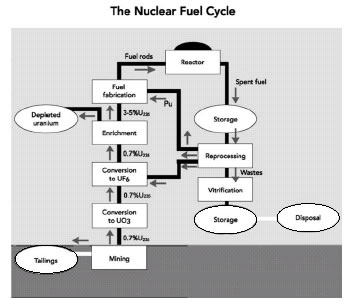 The Nuclear Fuel Cycle
Fuel rods
Reactor
Fuel
fabrication
Pu
Spent fuel
3-5%U235
Depleted
uranium
Storage
Enrichment
0.7%U235
Reprocessing
Conversion
to UF6
Wastes
Vitrification
0.7%U235
Conversion
to UO3
Storage
Disposal
0.7%U235
Tailings
Mining